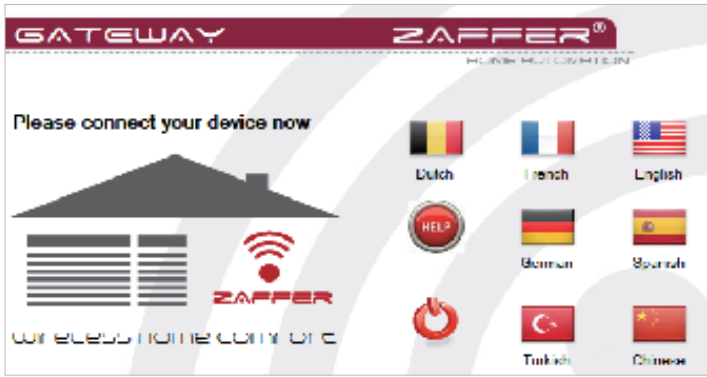 GATEWAY ZAFFER®
HOME AUTOMATION
Please connect your device now
Dutch French English
HELP
German Spanish
ZAFFER
wireless home comfort
Turkish Chinese